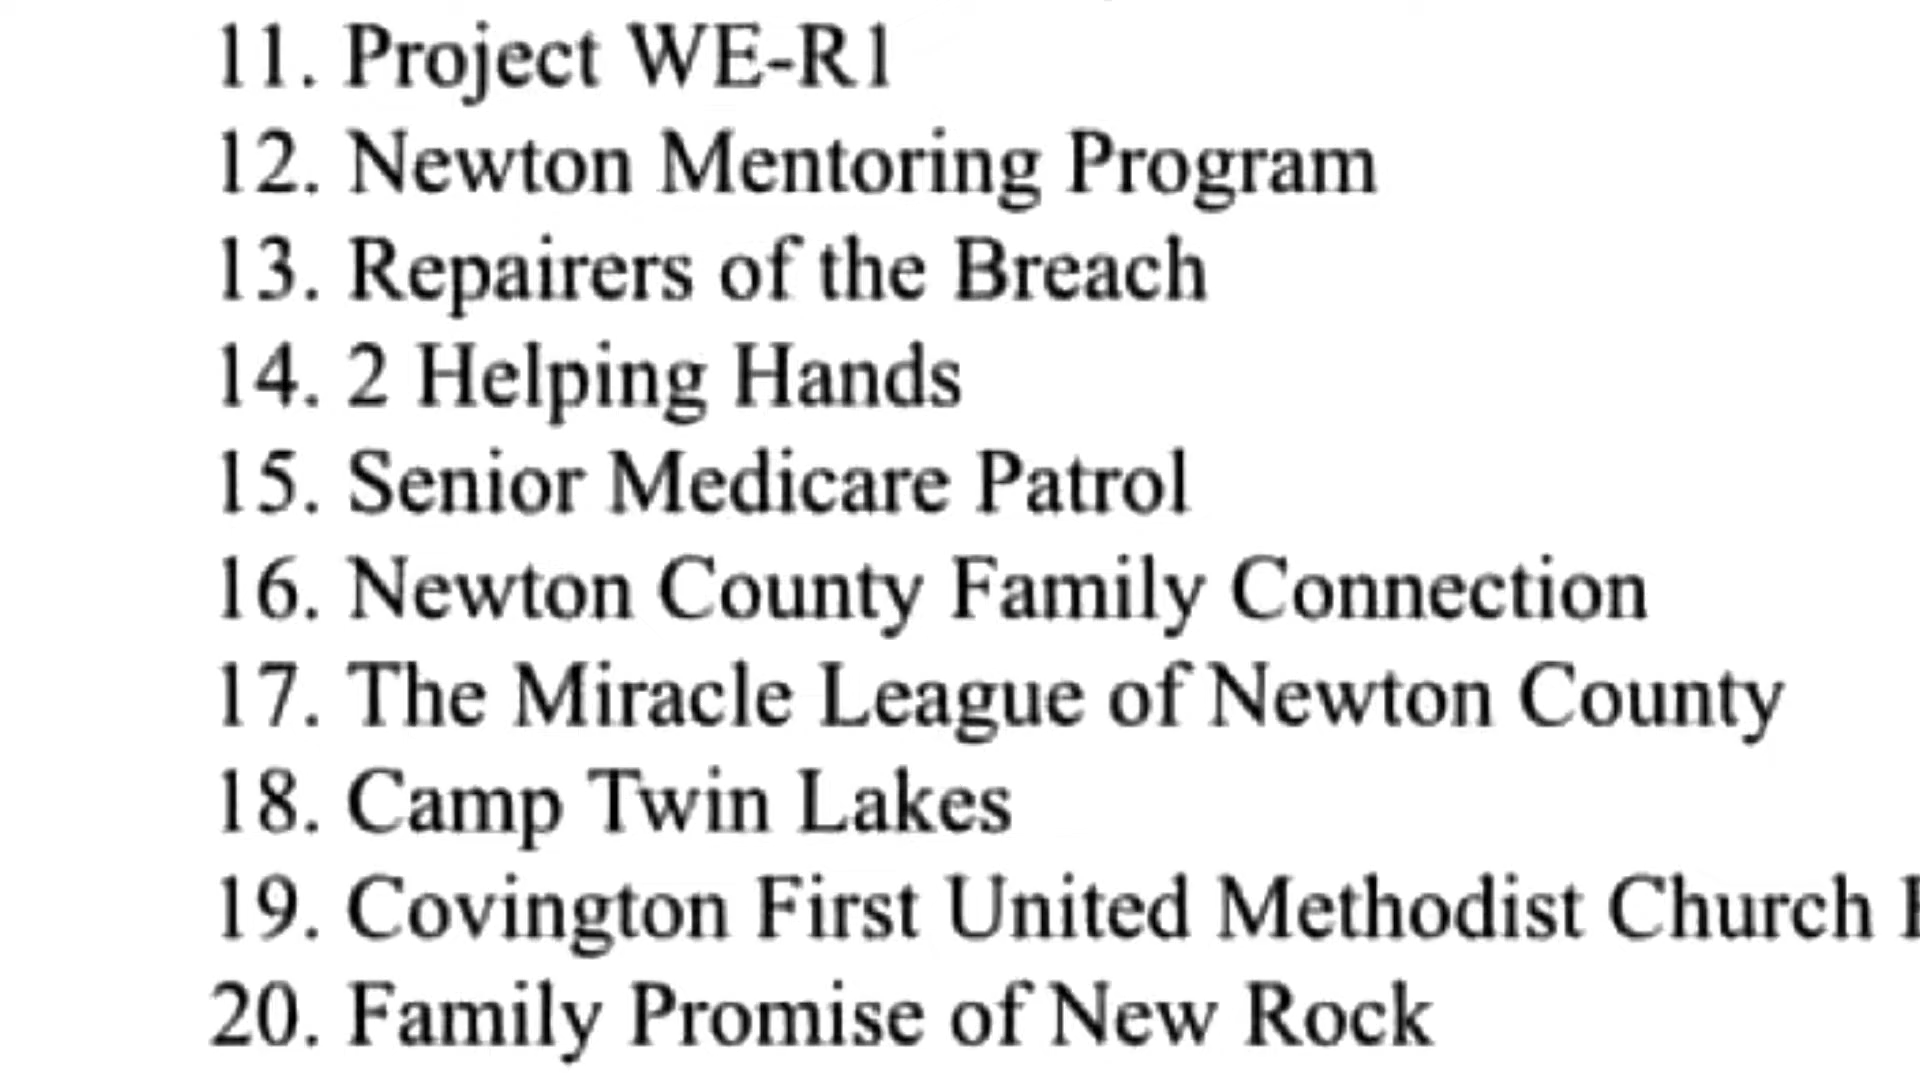 11. Project WE-R1
12. Newton Mentoring Program
13. Repairers of the Breach
14. 2 Helping Hands
15. Senior Medicare Patrol
16. Newton County Family Connection
17. The Miracle League of Newton County
18. Camp Twin Lakes
19. Covington First United Methodist Church
20. Family Promise of New Rock